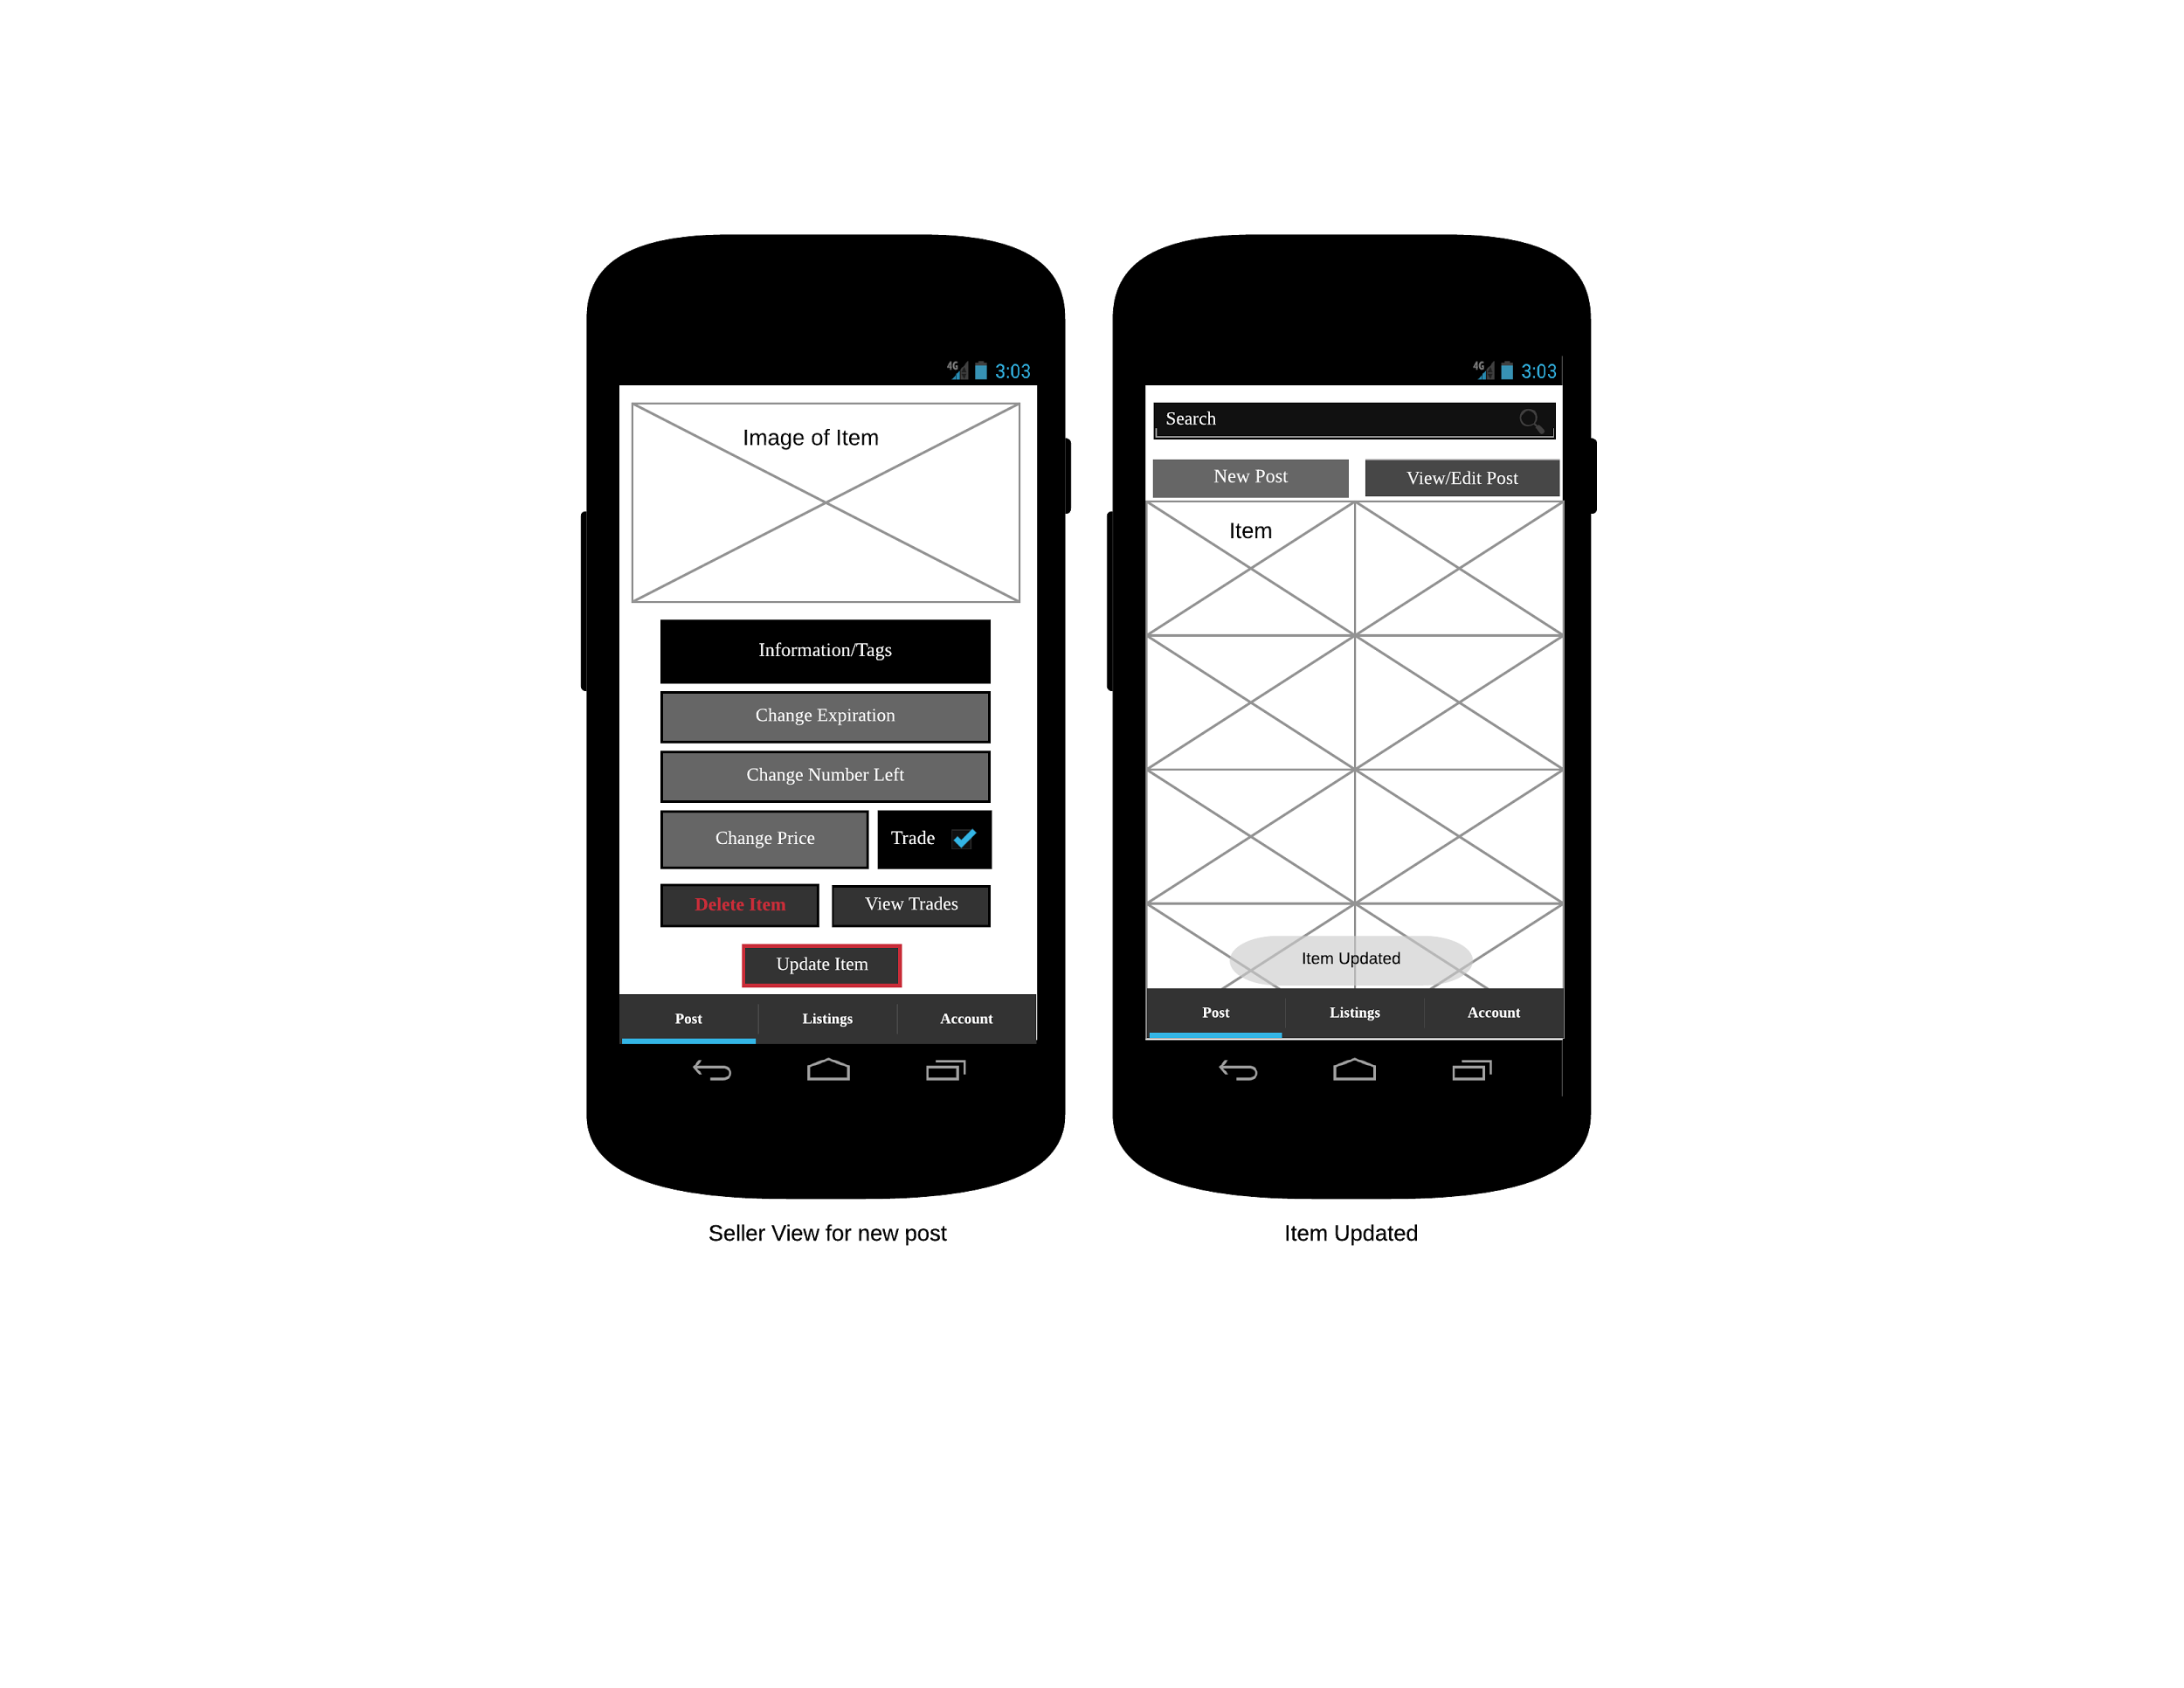 4G 3:03
Image of Item
Information/Tags
Change Expiration
Change Number Left
Change Price
Trade
Delete Item
View Trades
Update Item
Post
Listings
Account
Seller View for new post
4G 3:03
Search
New Post
View/Edit Post
Item
Item Updated
Post
Listings
Account
Item Updated